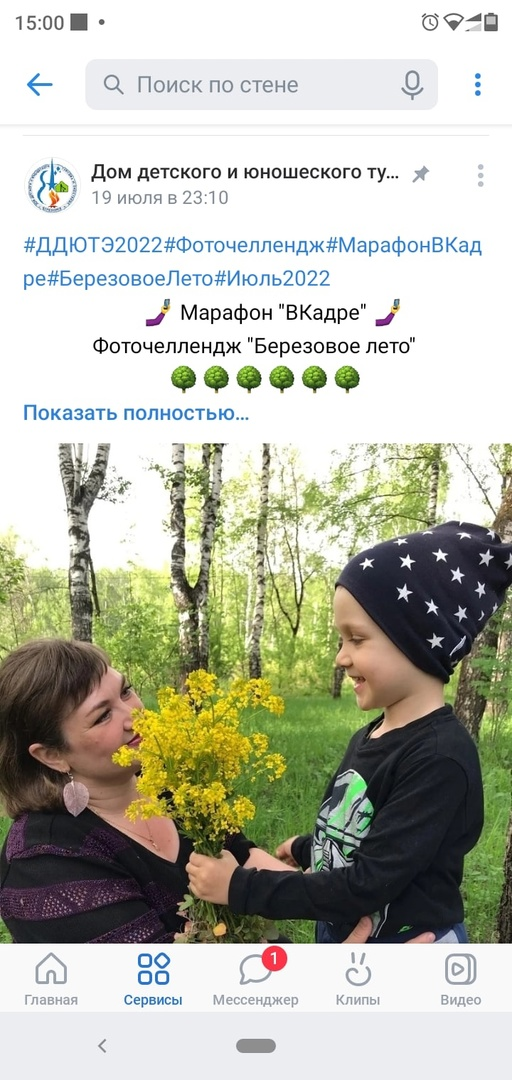 15:00
Поиск по стене
Дом детского и юношеского ту...
19 июля в 23:10
#ДДЮТЭ2022#Фоточеллендж#МарафонВКад
ре#БерезовоеЛето#Июль2022
Марафон "ВКадре"
Фоточеллендж "Березовое лето"
Показать полностью...
1
Главная
Сервисы
Мессенджер
Клипы
Видео